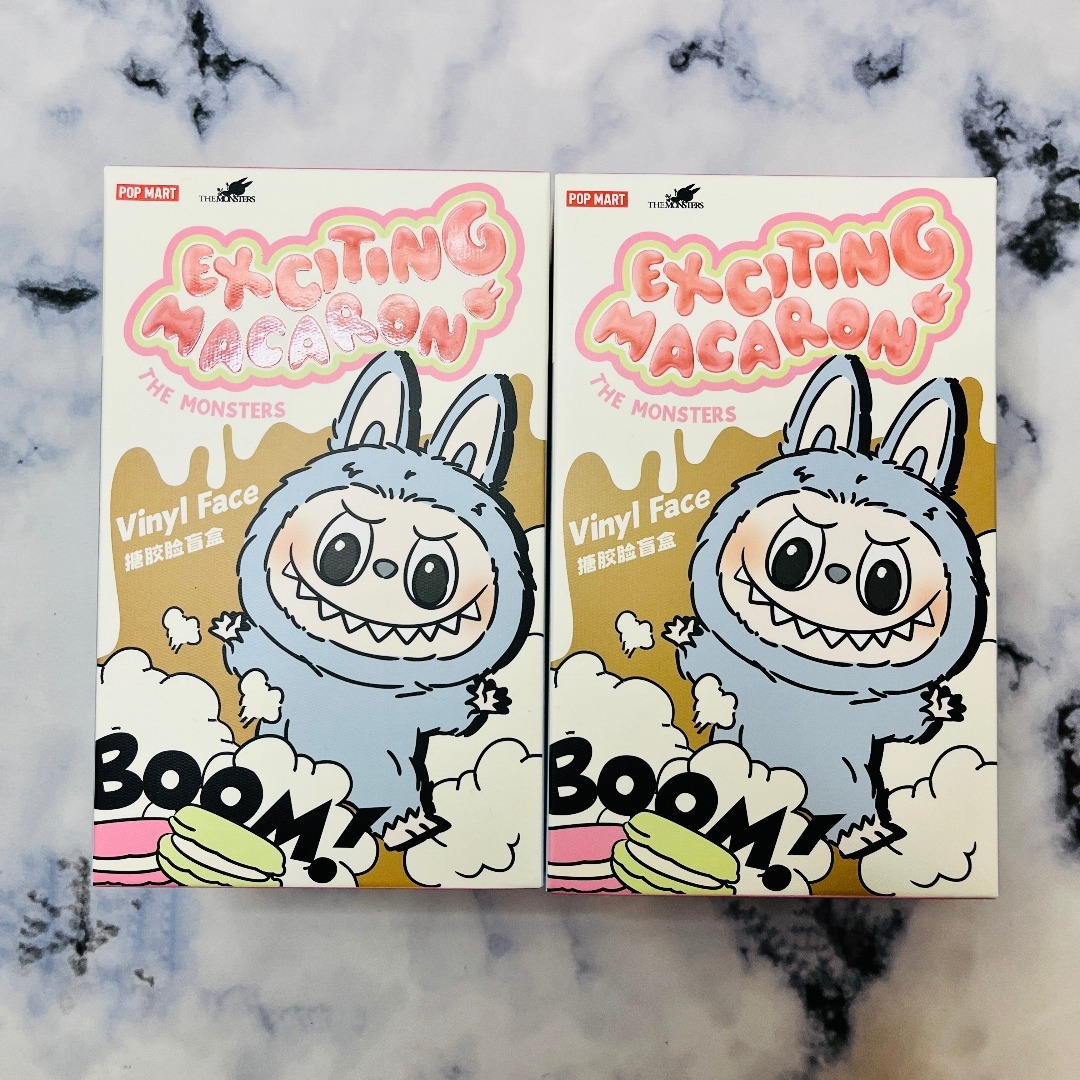 POP MART
THE MONSTERS
EXCITING
MACARON
THE MONSTERS
Vinyl Face
搪胶脸盲盒
BOOM!
POP MART
THE MONSTERS
EXCITING
MACARON
THE MONSTERS
Vinyl Face
搪胶脸盲盒
BOOM!